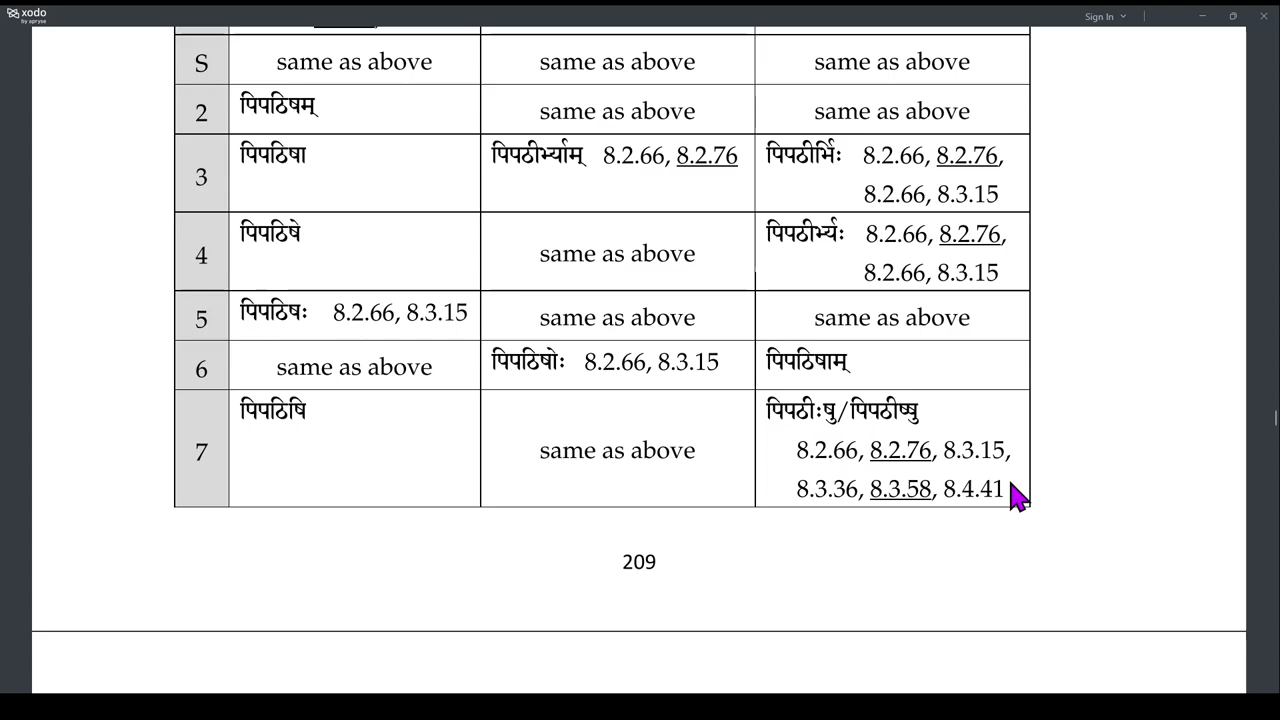 xodo
by apryse
Sign In
S same as above same as above same as above
2 पिपठिषम् same as above same as above
3 पिपठिषा पिपठीर्भ्याम् 8.2.66, 8.2.76 पिपठीर्भिः 8.2.66, 8.2.76,
8.2.66, 8.3.15
4 पिपठिषे same as above पिपठीर्भ्यः 8.2.66, 8.2.76,
8.2.66, 8.3.15
5 पिपठिषः 8.2.66, 8.3.15 same as above same as above
6 same as above पिपठिषोः 8.2.66, 8.3.15 पिपठिषाम्
7 पिपठिषि same as above पिपठीःषु/पिपठीष्षु
8.2.66, 8.2.76, 8.3.15,
8.3.36, 8.3.58, 8.4.41
209